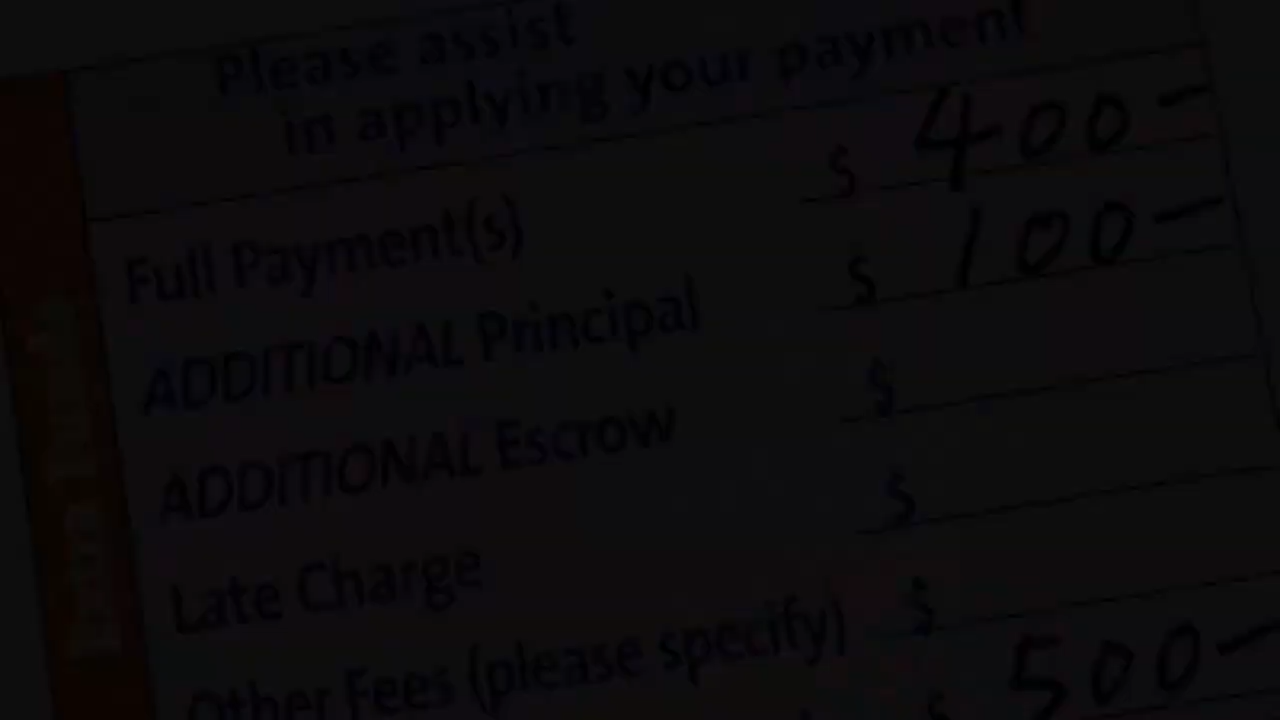 Please assist
in applying your payment
Full Payment(s) $ 400-
ADDITIONAL Principal $ 100-
ADDITIONAL Escrow $
Late Charge $
Other Fees (please specify) $
$ 500-